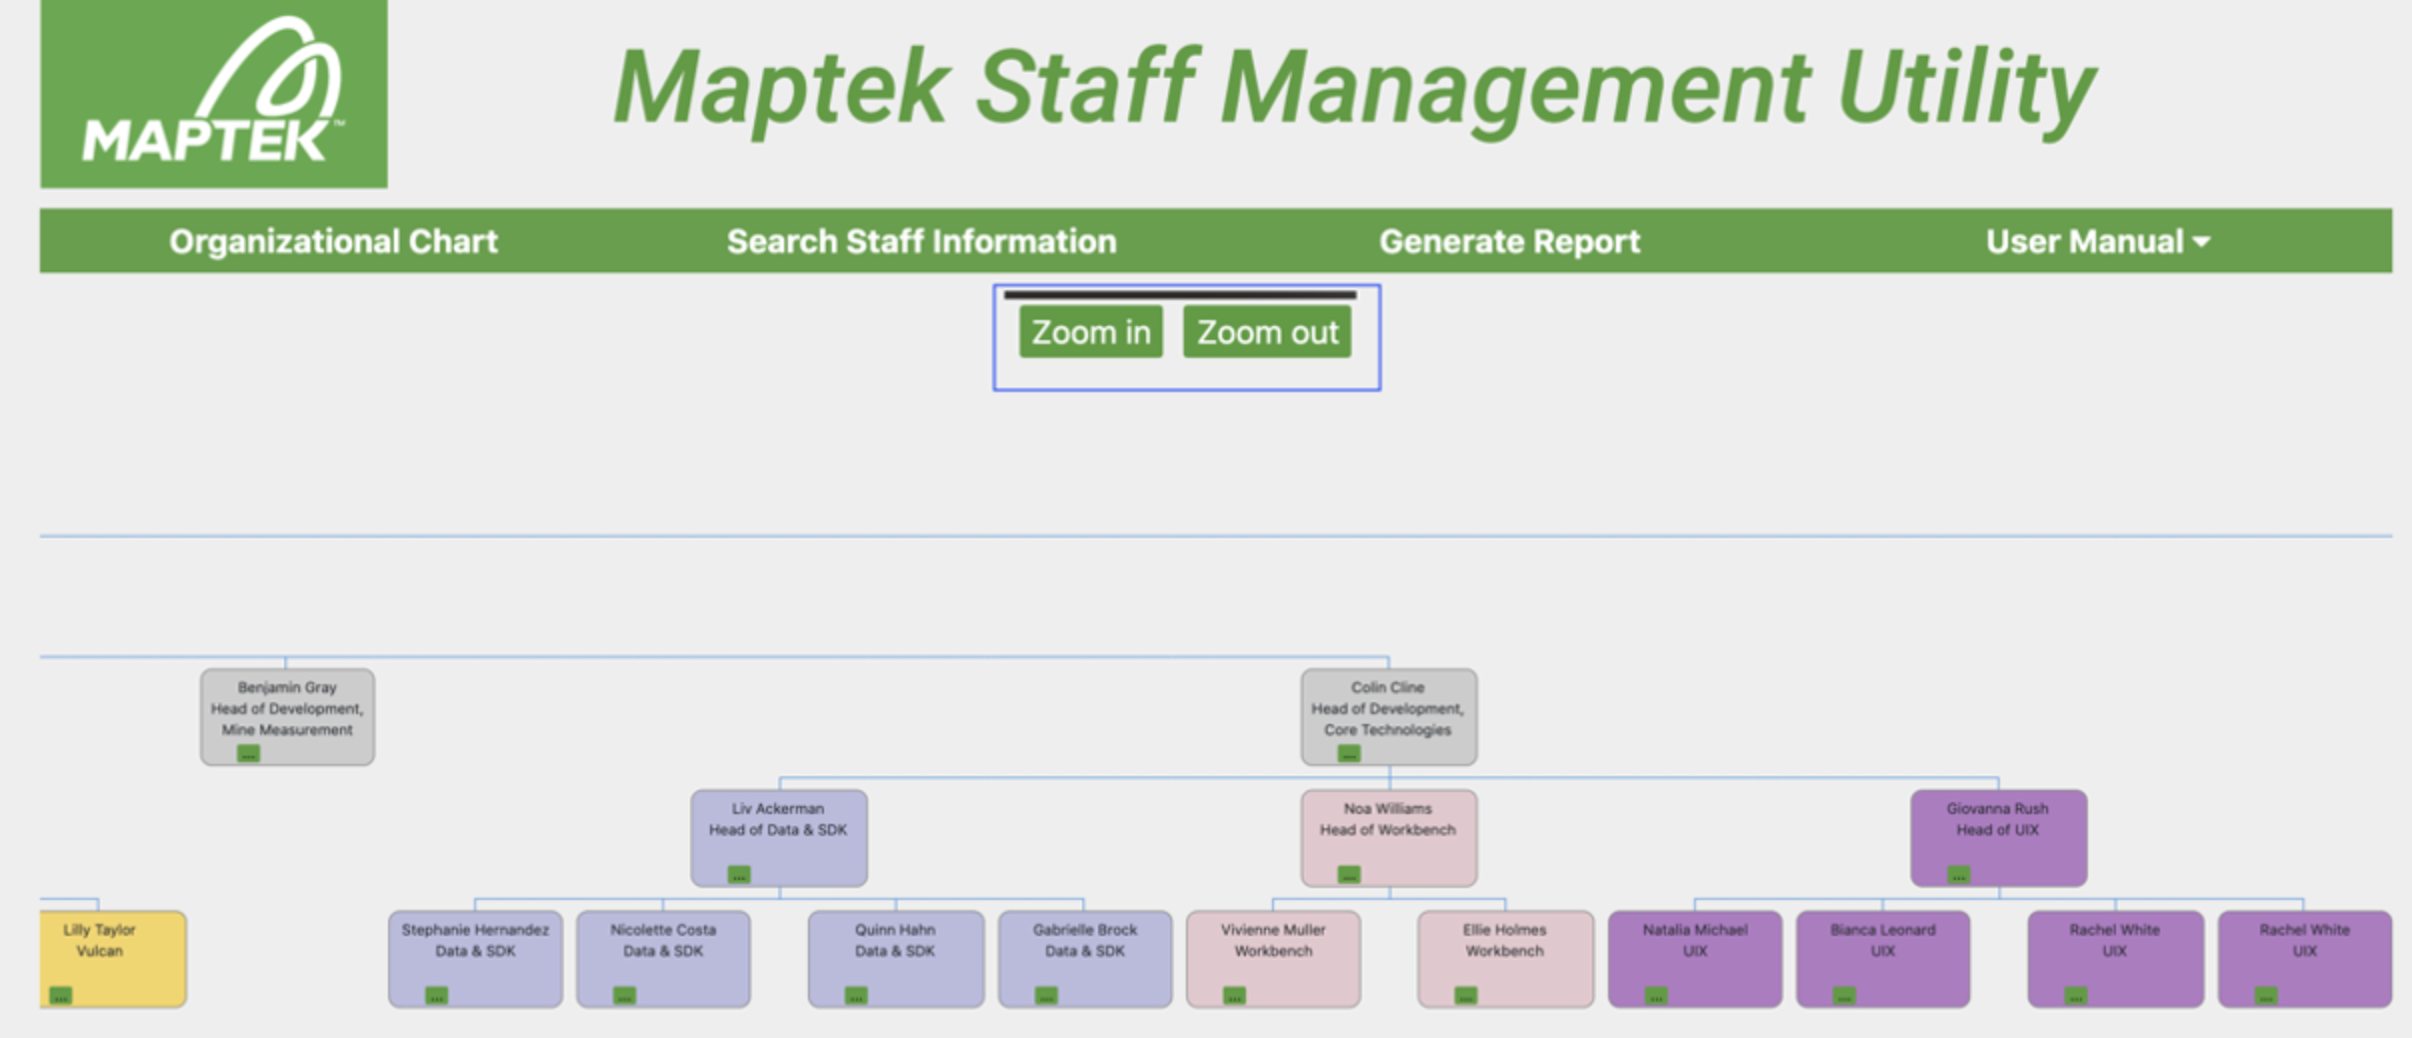 MAPTEK™
Maptek Staff Management Utility
Organizational Chart
Search Staff Information
Generate Report
User Manual
Zoom in
Zoom out
Benjamin Gray
Head of Development,
Mine Measurement
...
Colin Cline
Head of Development,
Core Technologies
...
Liv Ackerman
Head of Data & SDK
...
Noa Williams
Head of Workbench
...
Giovanna Rush
Head of UIX
...
Lilly Taylor
Vulcan
...
Stephanie Hernandez
Data & SDK
...
Nicolette Costa
Data & SDK
...
Quinn Hahn
Data & SDK
...
Gabrielle Brock
Data & SDK
...
Vivienne Muller
Workbench
...
Ellie Holmes
Workbench
...
Natalia Michael
UIX
...
Bianca Leonard
UIX
...
Rachel White
UIX
...
Rachel White
UIX
...